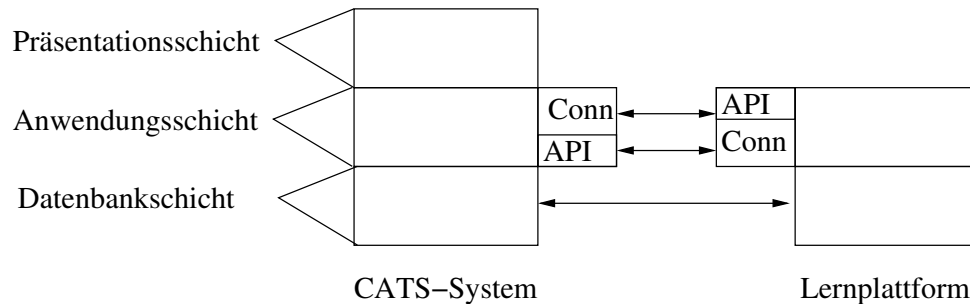 Präsentationsschicht
Anwendungsschicht
Conn
API
API
Conn
Datenbankschicht
CATS−System
Lernplattform